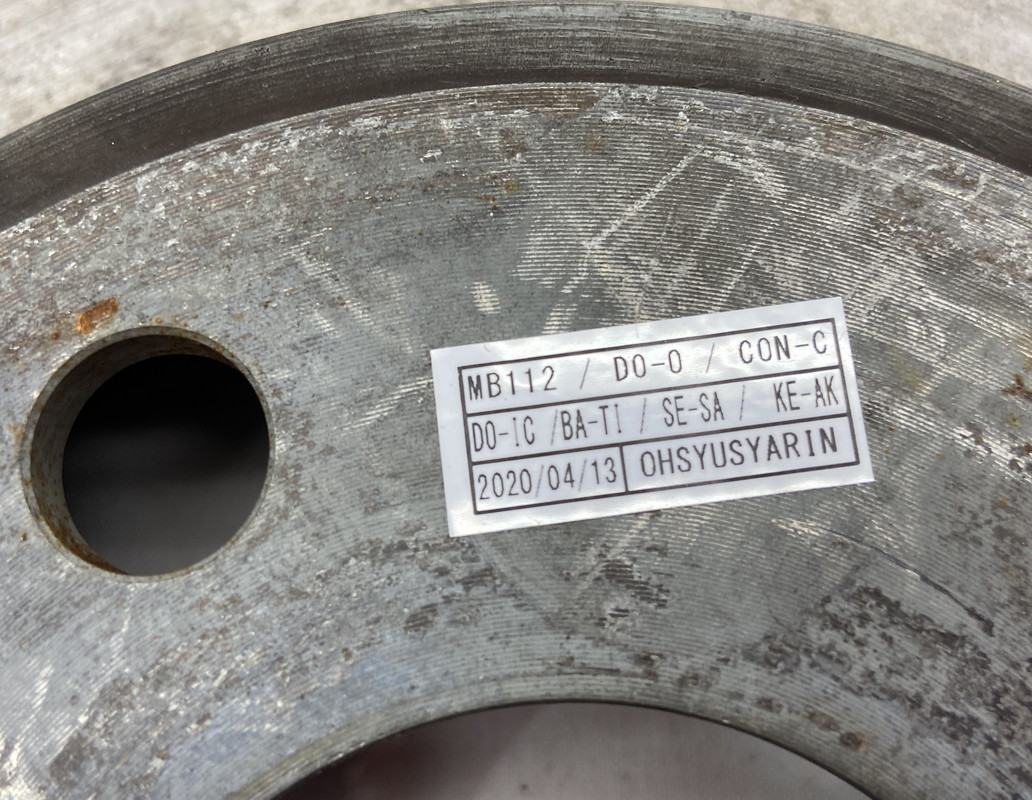 MB112 / DO-O / CON-C
DO-IC /BA-TI / SE-SA / KE-AK
2020/04/13 OHSYUSYARIN